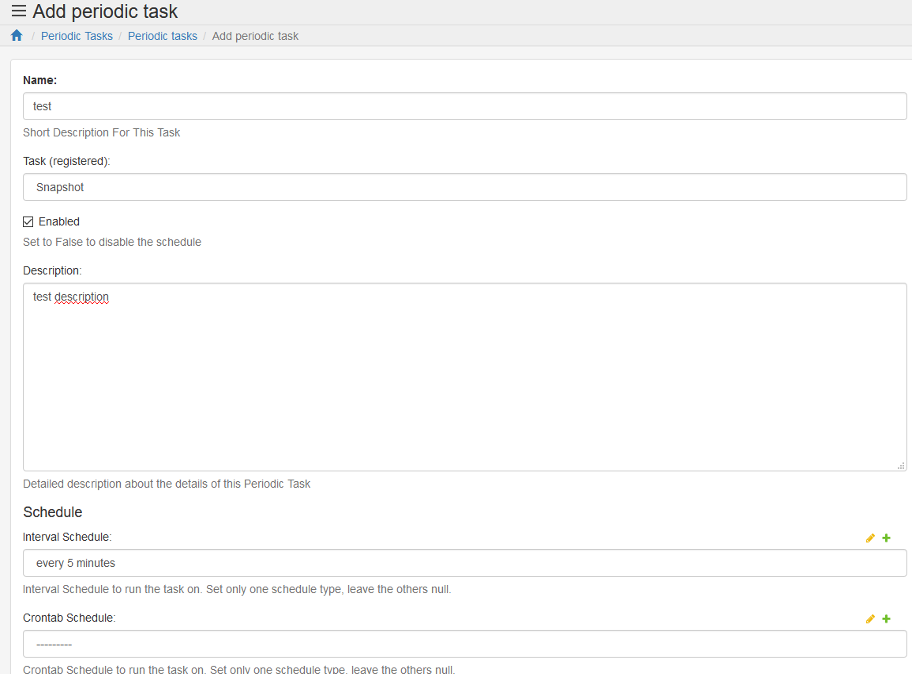 Add periodic task
/ Periodic Tasks / Periodic tasks / Add periodic task
Name:
test
Short Description For This Task
Task (registered):
Snapshot
Enabled
Set to False to disable the schedule
Description:
test description
Detailed description about the details of this Periodic Task
Schedule
Interval Schedule:
every 5 minutes
Interval Schedule to run the task on. Set only one schedule type, leave the others null.
Crontab Schedule:
---------
Crontab Schedule to run the task on. Set only one schedule type, leave the others null.